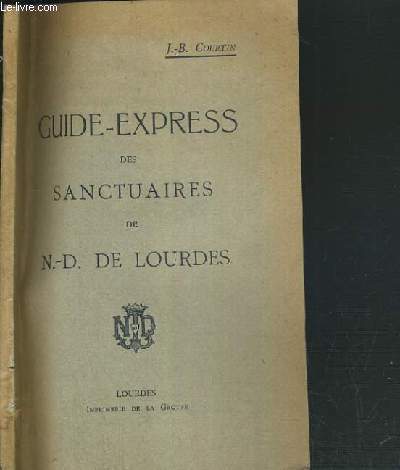 Le-livre.com
J.-B. COURTIN
GUIDE-EXPRESS
DES
SANCTUAIRES
DE
N.-D. DE LOURDES
LOURDES
IMPRIMERIE DE LA GROTTE